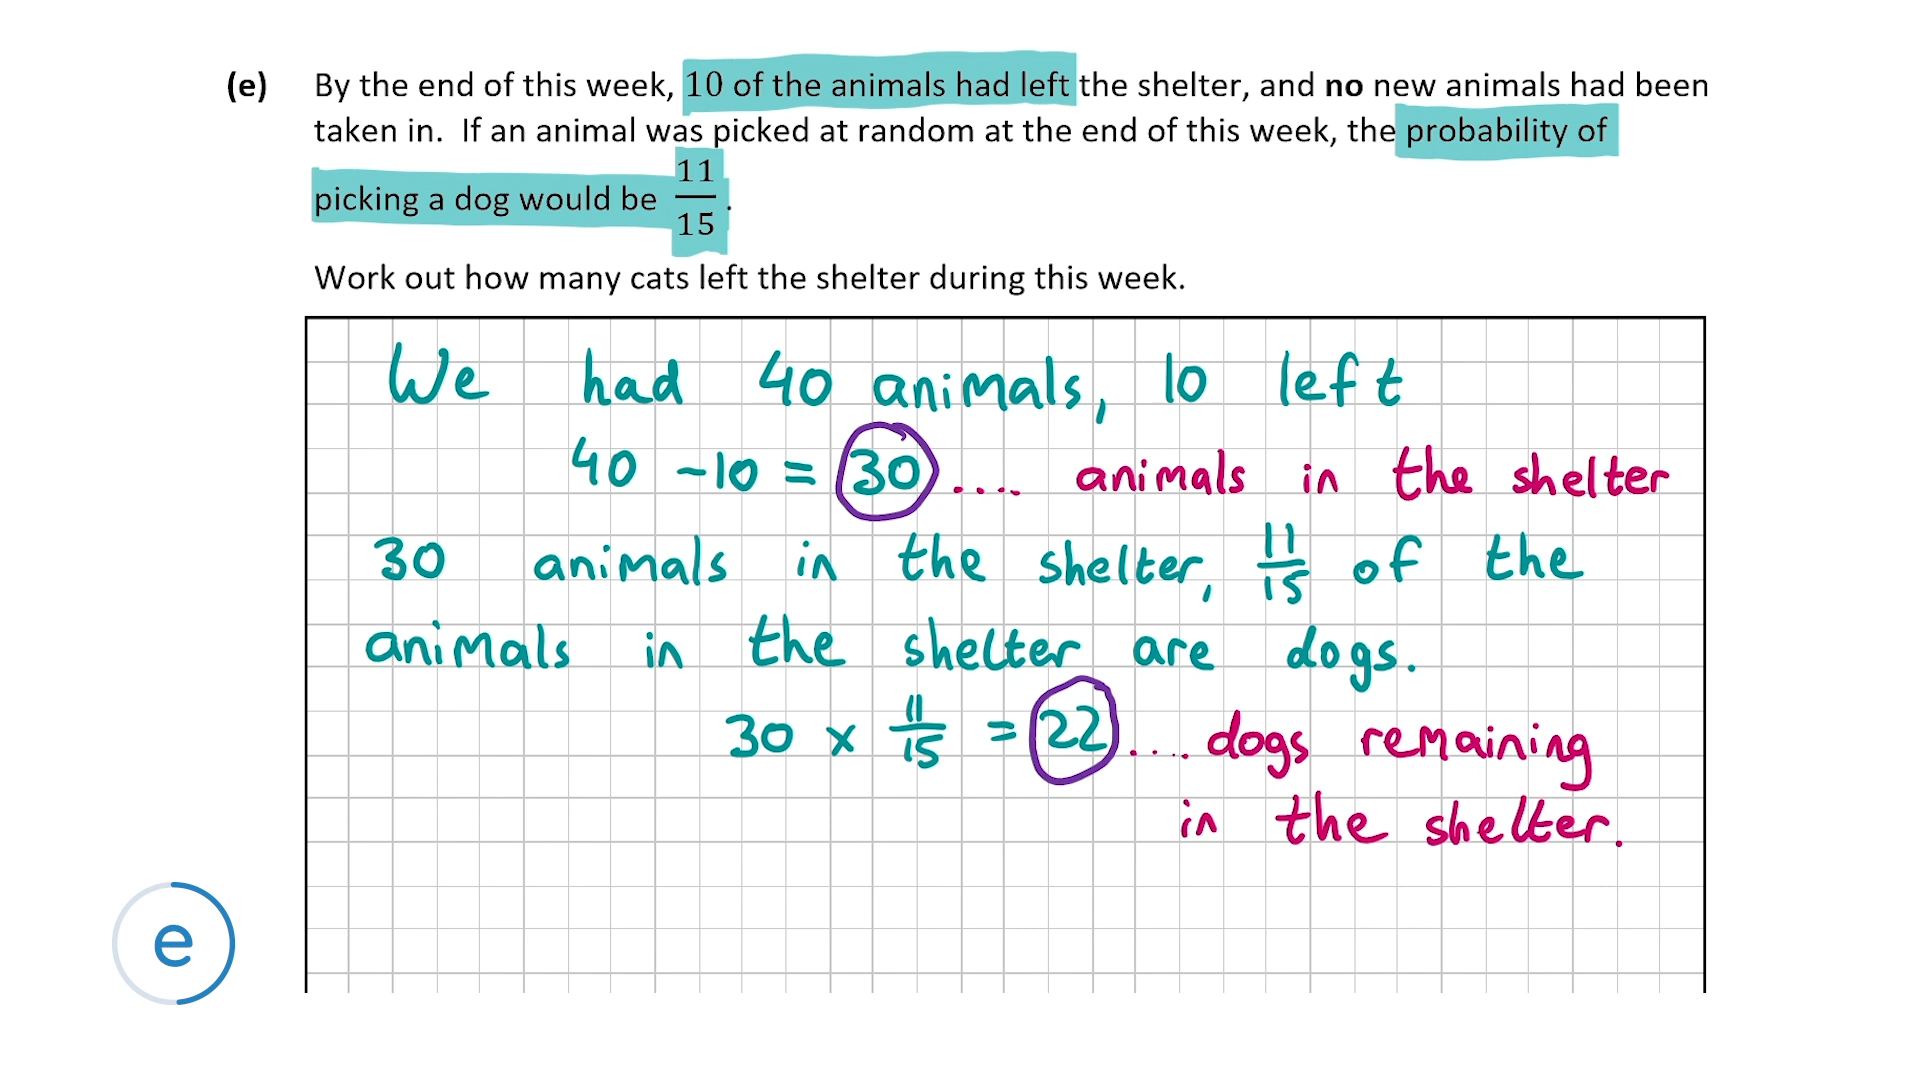 (e) By the end of this week, 10 of the animals had left the shelter, and no new animals had been
taken in. If an animal was picked at random at the end of this week, the probability of
picking a dog would be 11/15.
Work out how many cats left the shelter during this week.
We had 40 animals, 10 left
40 - 10 = 30 .... animals in the shelter
30 animals in the shelter, 11/15 of the
animals in the shelter are dogs.
30 x 11/15 = 22 .... dogs remaining
in the shelter.
e